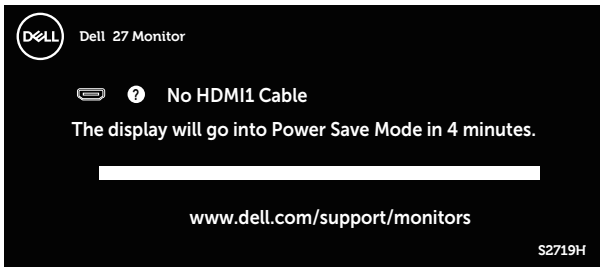 DELL
Dell 27 Monitor
? No HDMI1 Cable
The display will go into Power Save Mode in 4 minutes.
www.dell.com/support/monitors
S2719H